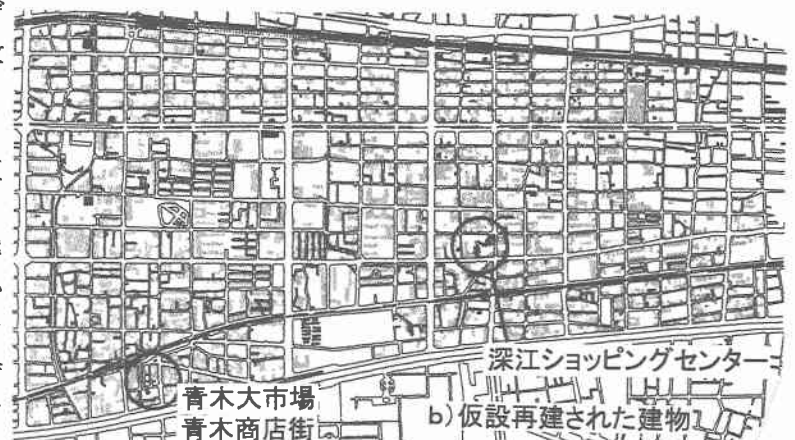 深江ショッピングセンター
青木大市場
青木商店街
b)仮設再建された建物